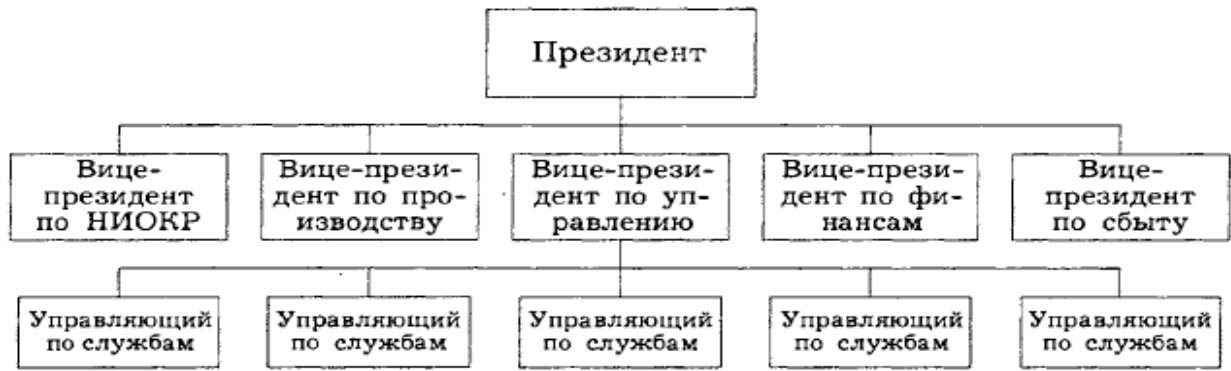 Президент
Вице-
президент
по НИОКР
Вице-прези-
дент по про-
изводству
Вице-прези-
дент по уп-
равлению
Вице-прези-
дент по фи-
нансам
Вице-
президент
по сбыту
Управляющий
по службам
Управляющий
по службам
Управляющий
по службам
Управляющий
по службам
Управляющий
по службам